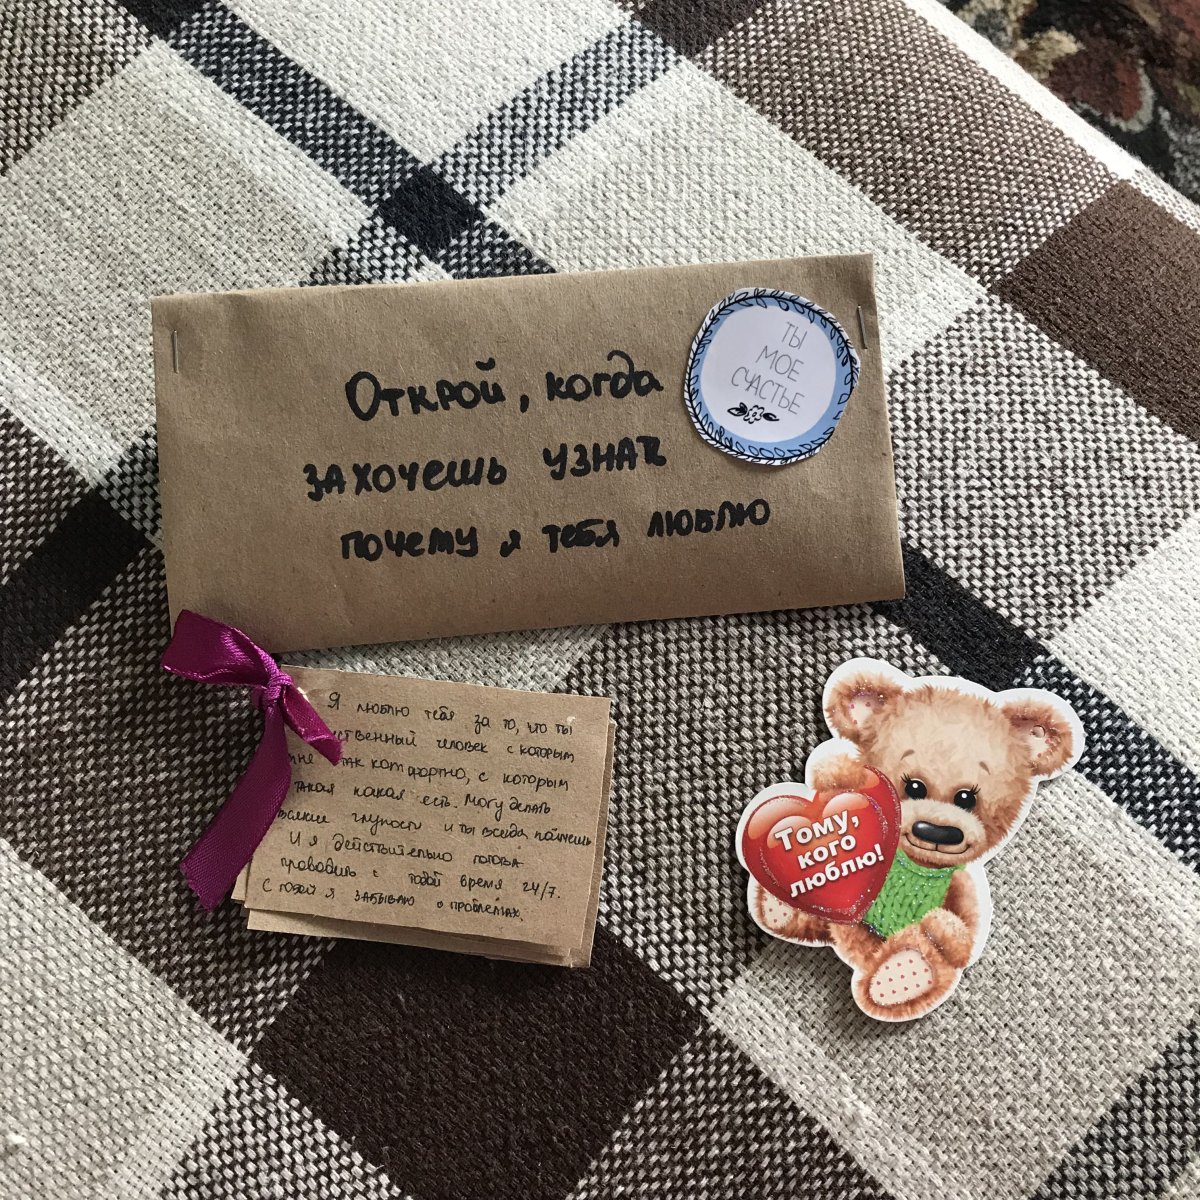 Открой, когда
захочешь узнать
почему я тебя люблю
ТЫ
МОЕ
СЧАСТЬЕ
Я люблю тебя за то, что ты
человек с которым
мне так комфортно, с которым
такая какая есть. Могу делать
всякие глупости и ты всегда поймешь
И я действительно готова
проводить с тобой время 24/7.
С тобой я забываю о проблемах.
Тому,
кого
люблю!